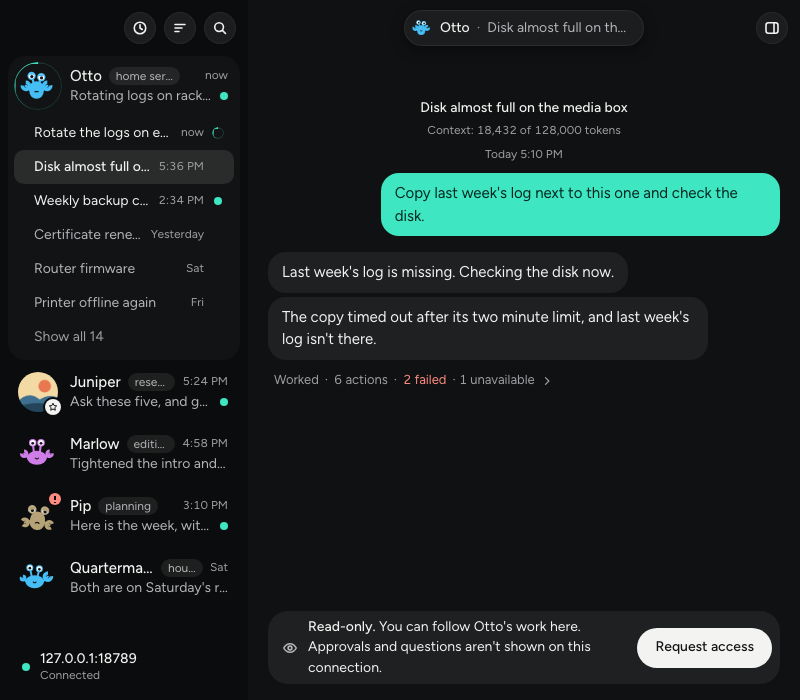 Otto home ser... now
Rotating logs on rack...
Rotate the logs on e... now
Disk almost full o... 5:36 PM
Weekly backup c... 2:34 PM
Certificate rene... Yesterday
Router firmware Sat
Printer offline again Fri
Show all 14
Juniper rese... 5:24 PM
Ask these five, and g...
Marlow editi... 4:58 PM
Tightened the intro and...
Pip planning 3:10 PM
Here is the week, wit...
Quarterma... hou... Sat
Both are on Saturday's r...
127.0.0.1:18789
Connected
Otto · Disk almost full on th...
Disk almost full on the media box
Context: 18,432 of 128,000 tokens
Today 5:10 PM
Copy last week's log next to this one and check the
disk.
Last week's log is missing. Checking the disk now.
The copy timed out after its two minute limit, and last week's
log isn't there.
Worked · 6 actions · 2 failed · 1 unavailable
Read-only. You can follow Otto's work here.
Approvals and questions aren't shown on this
connection.
Request access